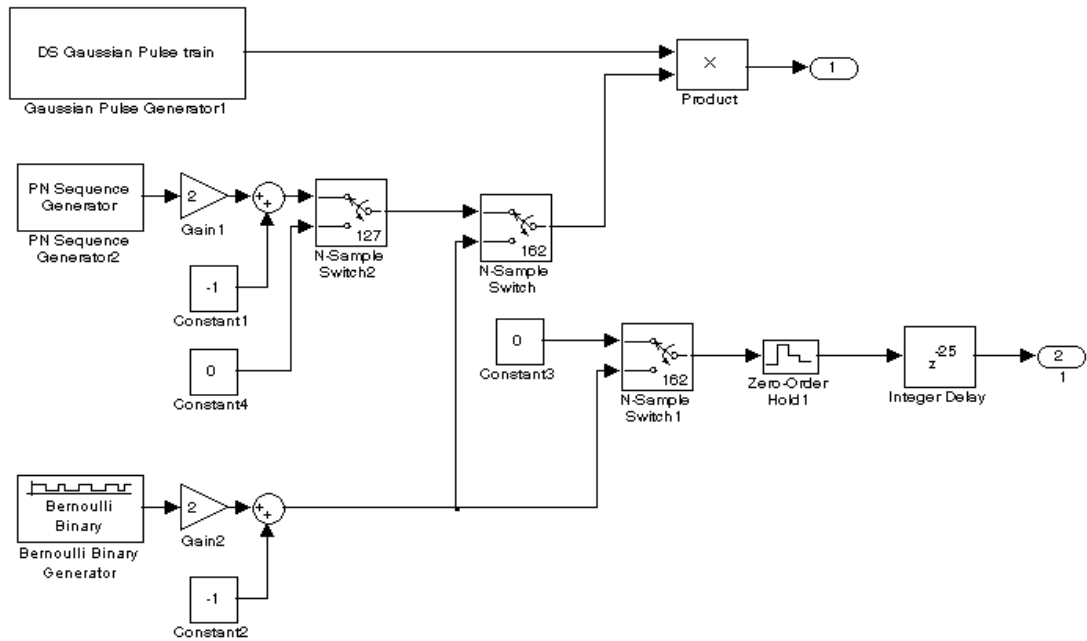 DS Gaussian Pulse train
Gaussian Pulse Generator1
×
Product
1
PN Sequence
Generator
PN Sequence
Generator2
2
Gain1
+
+
-1
Constant1
0
Constant4
127
N-Sample
Switch2
162
N-Sample
Switch
0
Constant3
162
N-Sample
Switch1
Zero-Order
Hold1
z-25
Integer Delay
2
1
Bernoulli
Binary
Bernoulli Binary
Generator
2
Gain2
+
+
-1
Constant2